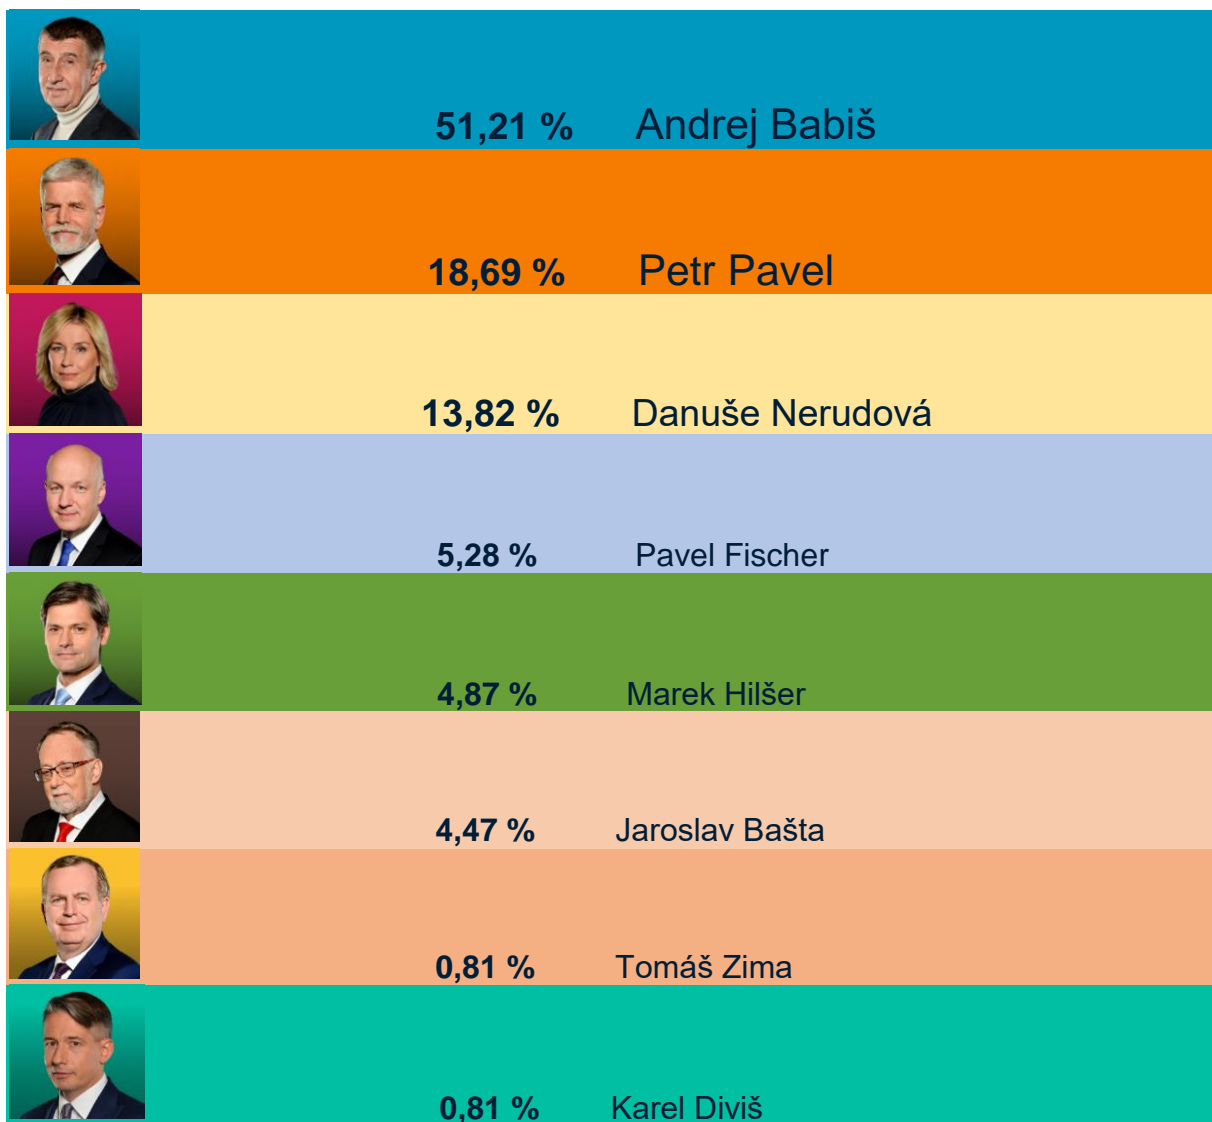 51,21 % Andrej Babiš
18,69 % Petr Pavel
13,82 % Danuše Nerudová
5,28 % Pavel Fischer
4,87 % Marek Hilšer
4,47 % Jaroslav Bašta
0,81 % Tomáš Zima
0,81 % Karel Diviš